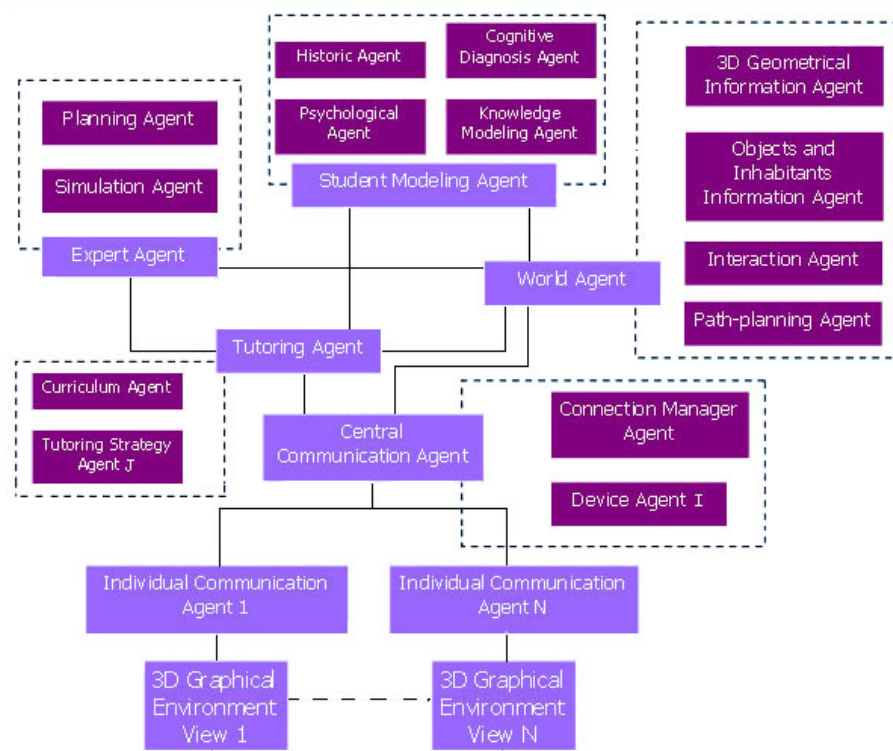 Historic Agent
Cognitive
Diagnosis Agent
Psychological
Agent
Knowledge
Modeling Agent
Student Modeling Agent
Planning Agent
Simulation Agent
Expert Agent
3D Geometrical
Information Agent
Objects and
Inhabitants
Information Agent
Interaction Agent
Path-planning Agent
World Agent
Tutoring Agent
Curriculum Agent
Tutoring Strategy
Agent J
Central
Communication Agent
Connection Manager
Agent
Device Agent I
Individual Communication
Agent 1
Individual Communication
Agent N
3D Graphical
Environment
View 1
3D Graphical
Environment
View N